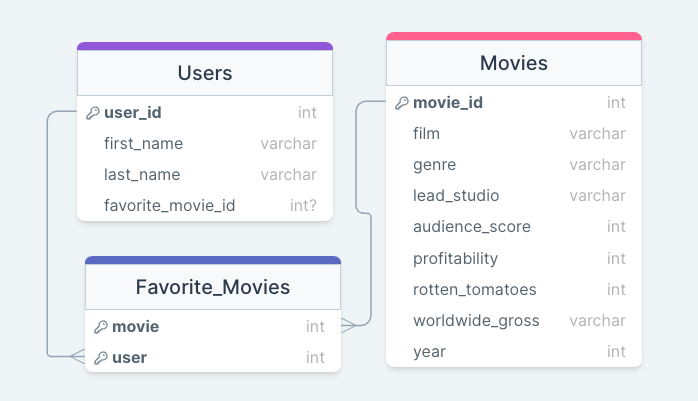 Users
user_id int
first_name varchar
last_name varchar
favorite_movie_id int?
Favorite_Movies
movie int
user int
Movies
movie_id int
film varchar
genre varchar
lead_studio varchar
audience_score int
profitability int
rotten_tomatoes int
worldwide_gross varchar
year int